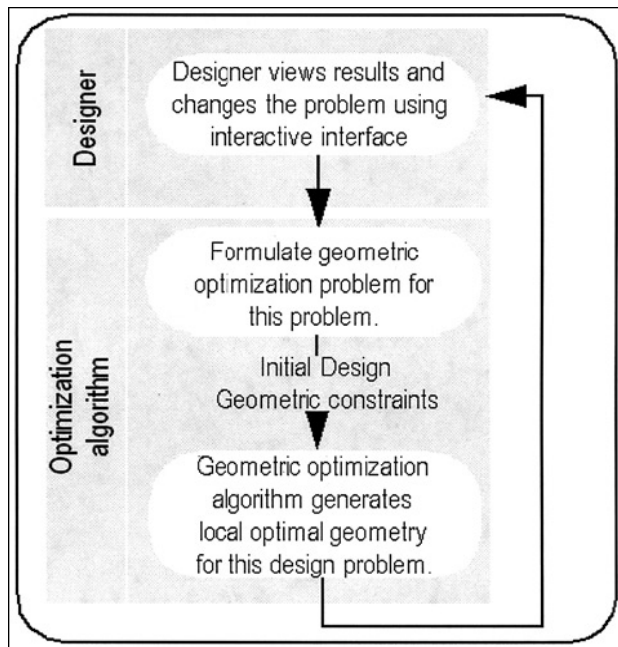 Designer
Designer views results and
changes the problem using
interactive interface
Optimization
algorithm
Formulate geometric
optimization problem for
this problem.
Initial Design
Geometric constraints
Geometric optimization
algorithm generates
local optimal geometry
for this design problem.